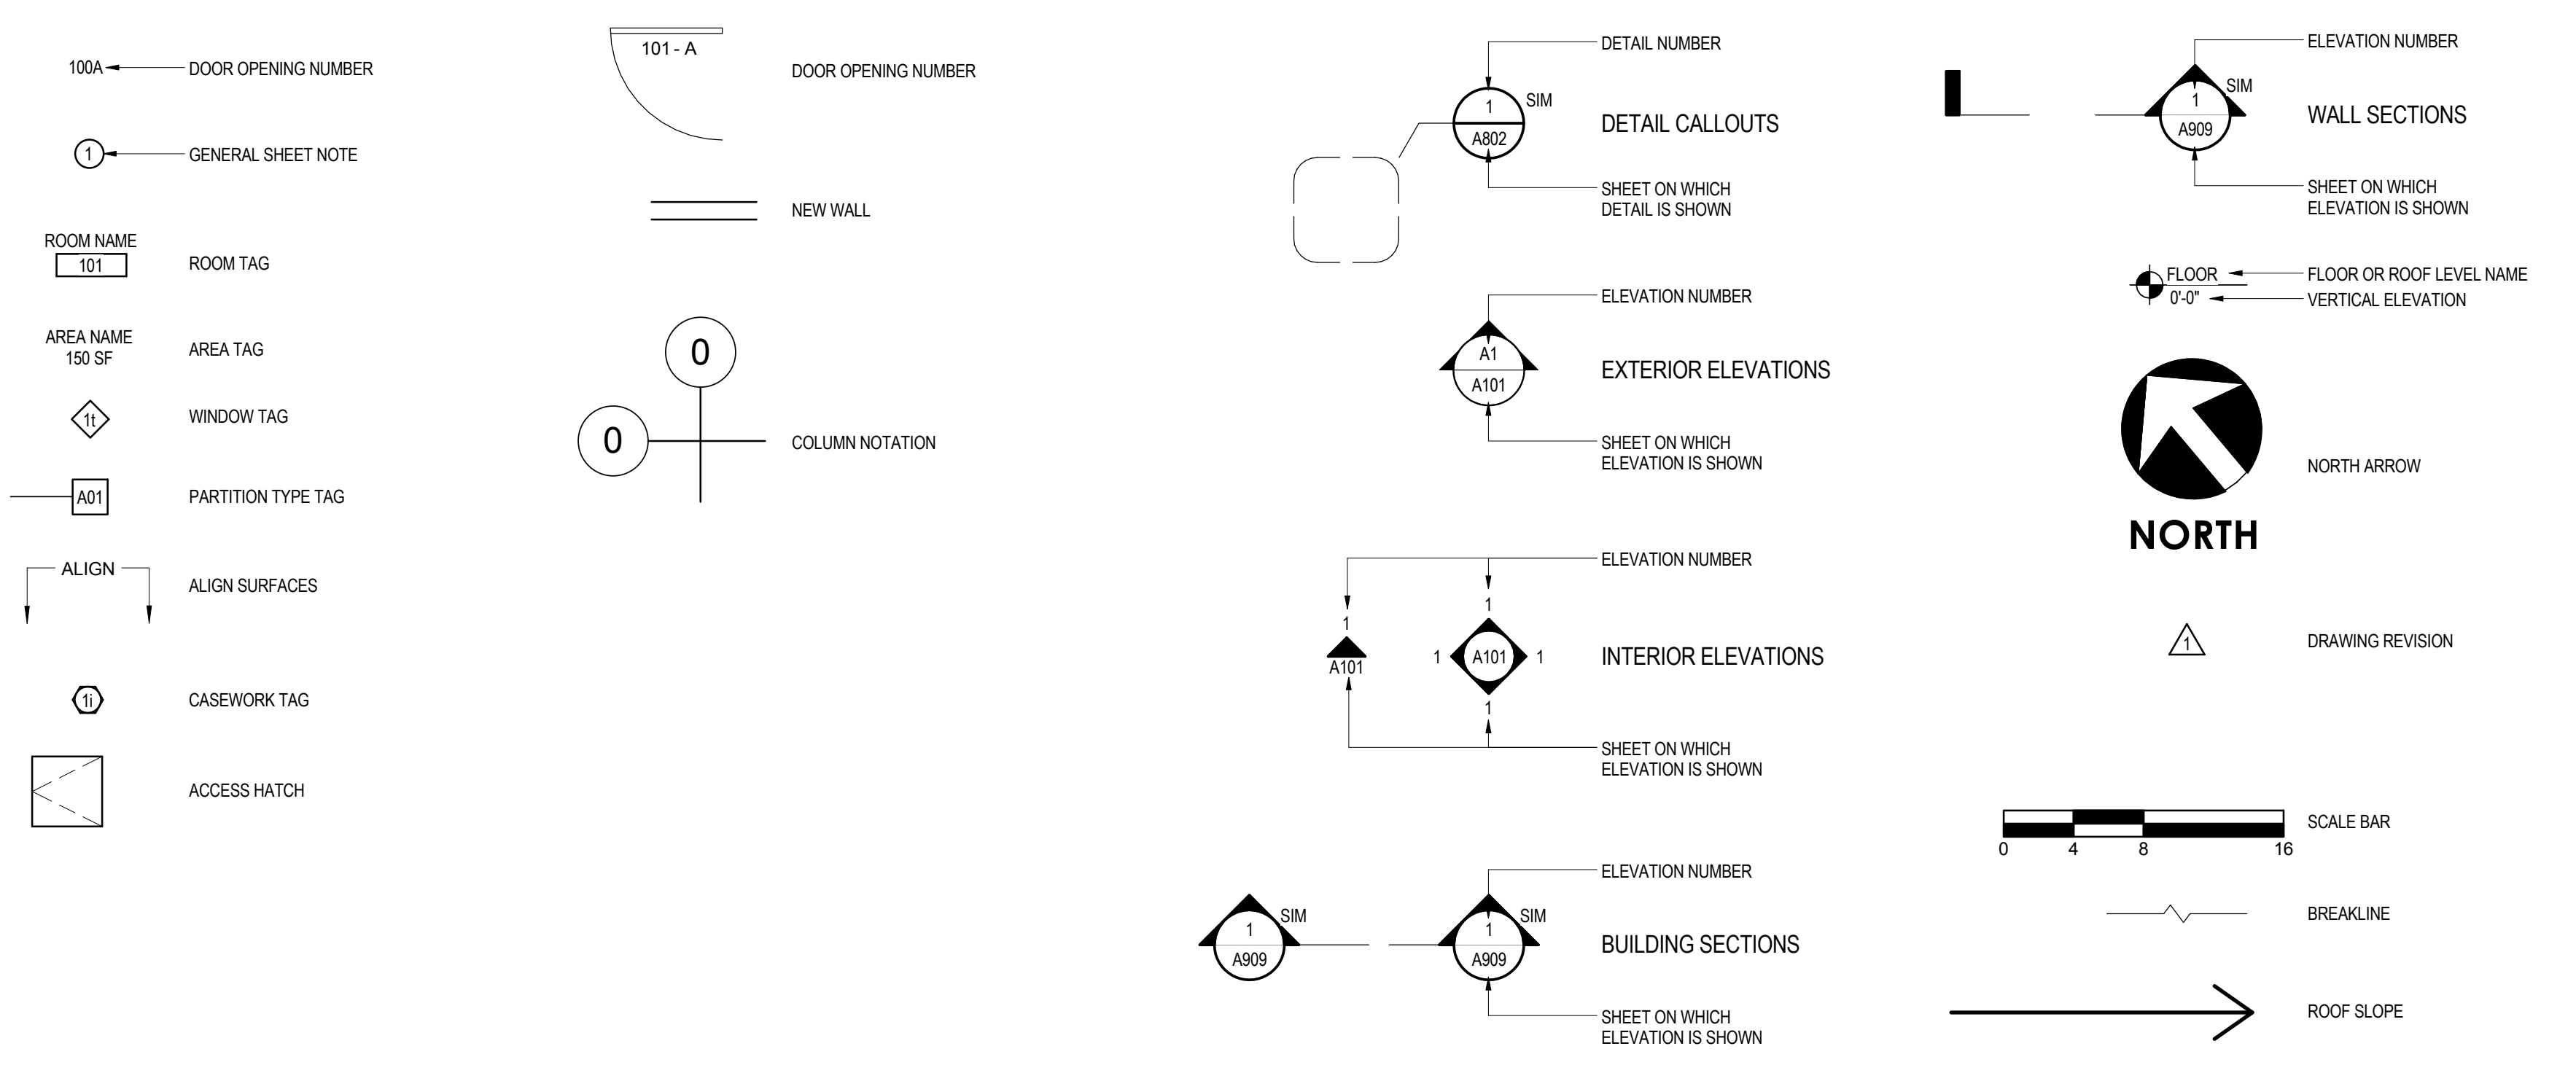 100A
DOOR OPENING NUMBER
1
GENERAL SHEET NOTE
ROOM NAME
101
ROOM TAG
AREA NAME
150 SF
AREA TAG
1t
WINDOW TAG
A01
PARTITION TYPE TAG
ALIGN
ALIGN SURFACES
1i
CASEWORK TAG
ACCESS HATCH
101 - A
DOOR OPENING NUMBER
NEW WALL
0
0
COLUMN NOTATION
DETAIL NUMBER
1
SIM
A802
DETAIL CALLOUTS
SHEET ON WHICH
DETAIL IS SHOWN
ELEVATION NUMBER
A1
A101
EXTERIOR ELEVATIONS
SHEET ON WHICH
ELEVATION IS SHOWN
ELEVATION NUMBER
1
A101
1
1
A101
1
1
INTERIOR ELEVATIONS
SHEET ON WHICH
ELEVATION IS SHOWN
ELEVATION NUMBER
1
SIM
A909
1
SIM
A909
BUILDING SECTIONS
SHEET ON WHICH
ELEVATION IS SHOWN
ELEVATION NUMBER
1
SIM
A909
WALL SECTIONS
SHEET ON WHICH
ELEVATION IS SHOWN
FLOOR
0'-0"
FLOOR OR ROOF LEVEL NAME
VERTICAL ELEVATION
NORTH ARROW
NORTH
1
DRAWING REVISION
SCALE BAR
0 4 8 16
BREAKLINE
ROOF SLOPE